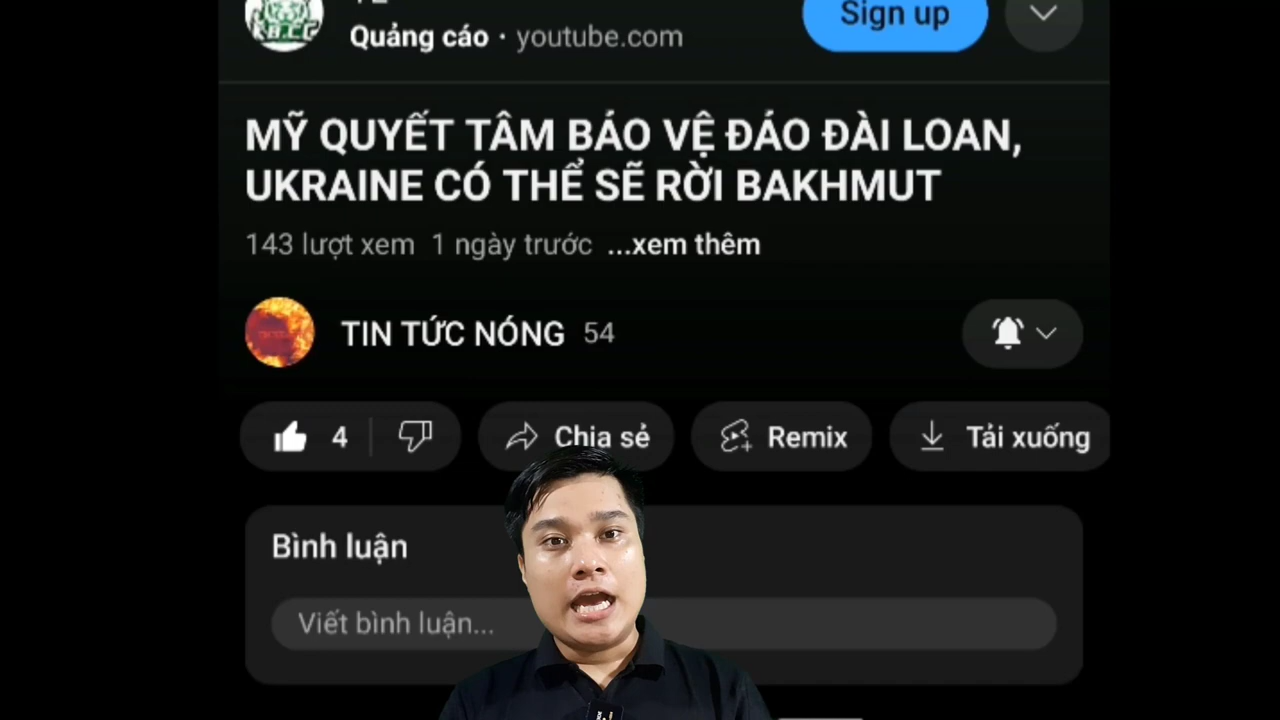 Sign up
Quảng cáo · youtube.com
MỸ QUYẾT TÂM BẢO VỆ ĐẢO ĐÀI LOAN,
UKRAINE CÓ THỂ SẼ RỜI BAKHMUT
143 lượt xem 1 ngày trước ...xem thêm
TIN TỨC NÓNG 54
4 Chia sẻ Remix Tải xuống
Bình luận
Viết bình luận...